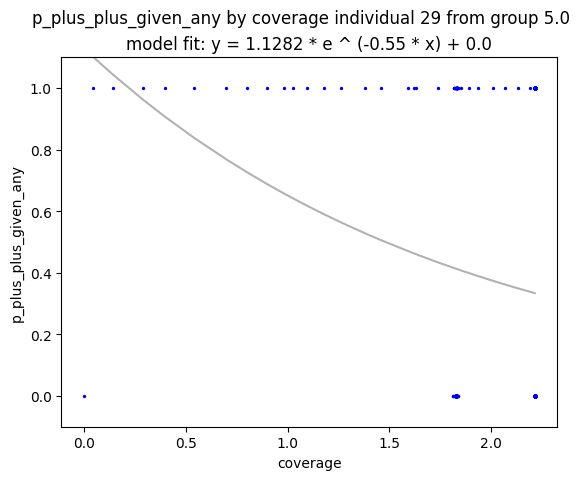 p_plus_plus_given_any by coverage individual 29 from group 5.0
model fit: y = 1.1282 * e ^ (-0.55 * x) + 0.0
1.0
0.8
0.6
0.4
0.2
0.0
p_plus_plus_given_any
0.0 0.5 1.0 1.5 2.0
coverage